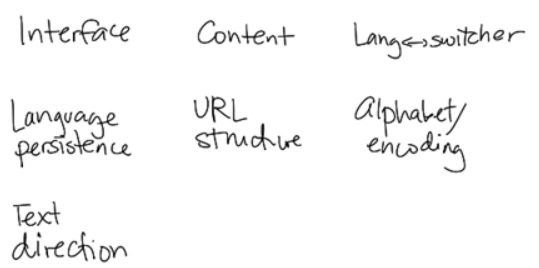 Interface
Content
Lang↔switcher
Language
persistence
URL
structure
Alphabet/
encoding
Text
direction